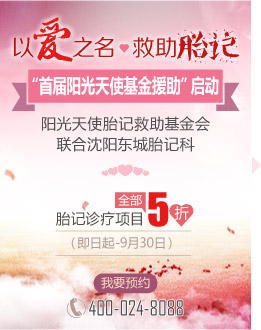 以爱之名 救助胎记
“首届阳光天使基金援助”启动
阳光天使胎记救助基金会
联合沈阳东城胎记科
全部
胎记诊疗项目5折
（即日起-9月30日）
我要预约
400-024-8088